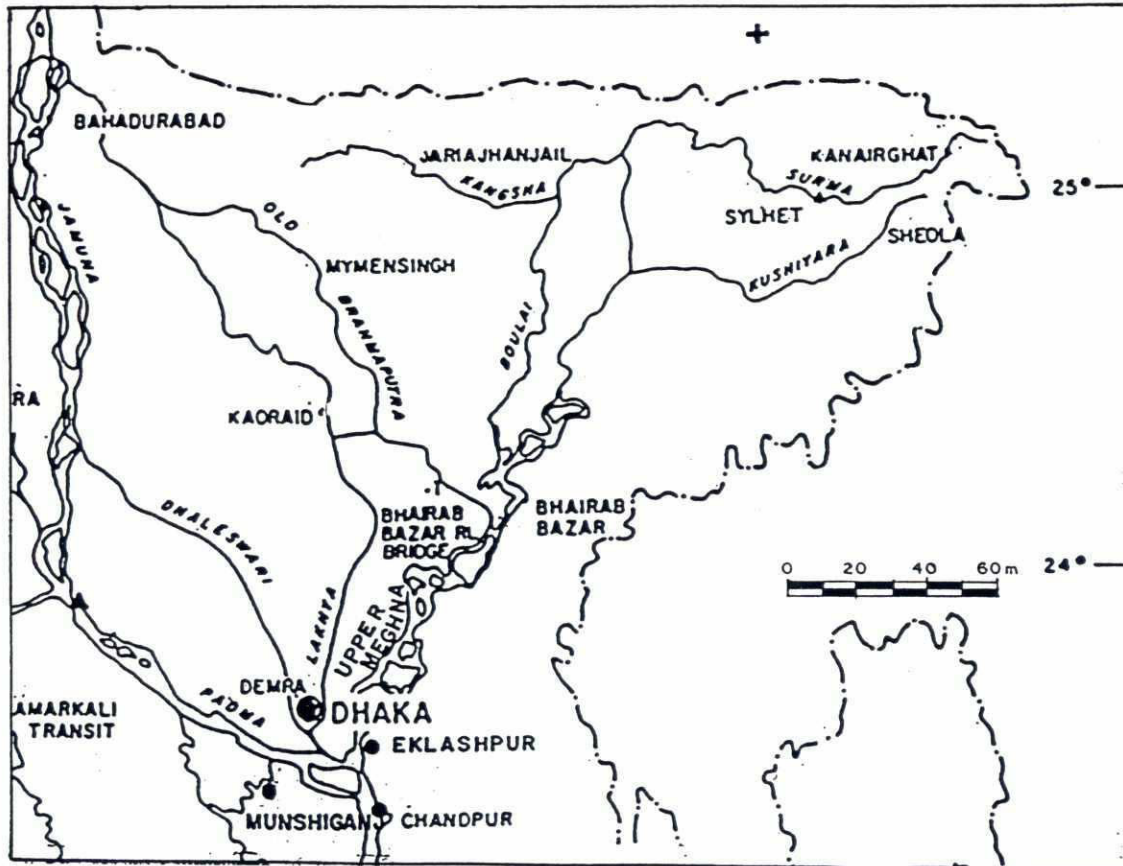 BAHADURABAD
JARIAJHANJAIL
KANAIRGHAT
KANGSHA
SURMA
25°
JAMUNA
OLD
SYLHET
SHEOLA
MYMENSINGH
KUSHIYARA
BRAHMAPUTRA
BOULAI
RA
KAORAID
DHALESWARI
BHAIRAB
BAZAR RL
BRIDGE
BHAIRAB
BAZAR
0 20 40 60m
24°
LAKHYA
UPPER
MEGHNA
DEMRA
PADMA
DHAKA
AMARKALI
TRANSIT
EKLASHPUR
MUNSHIGANJ
CHANDPUR